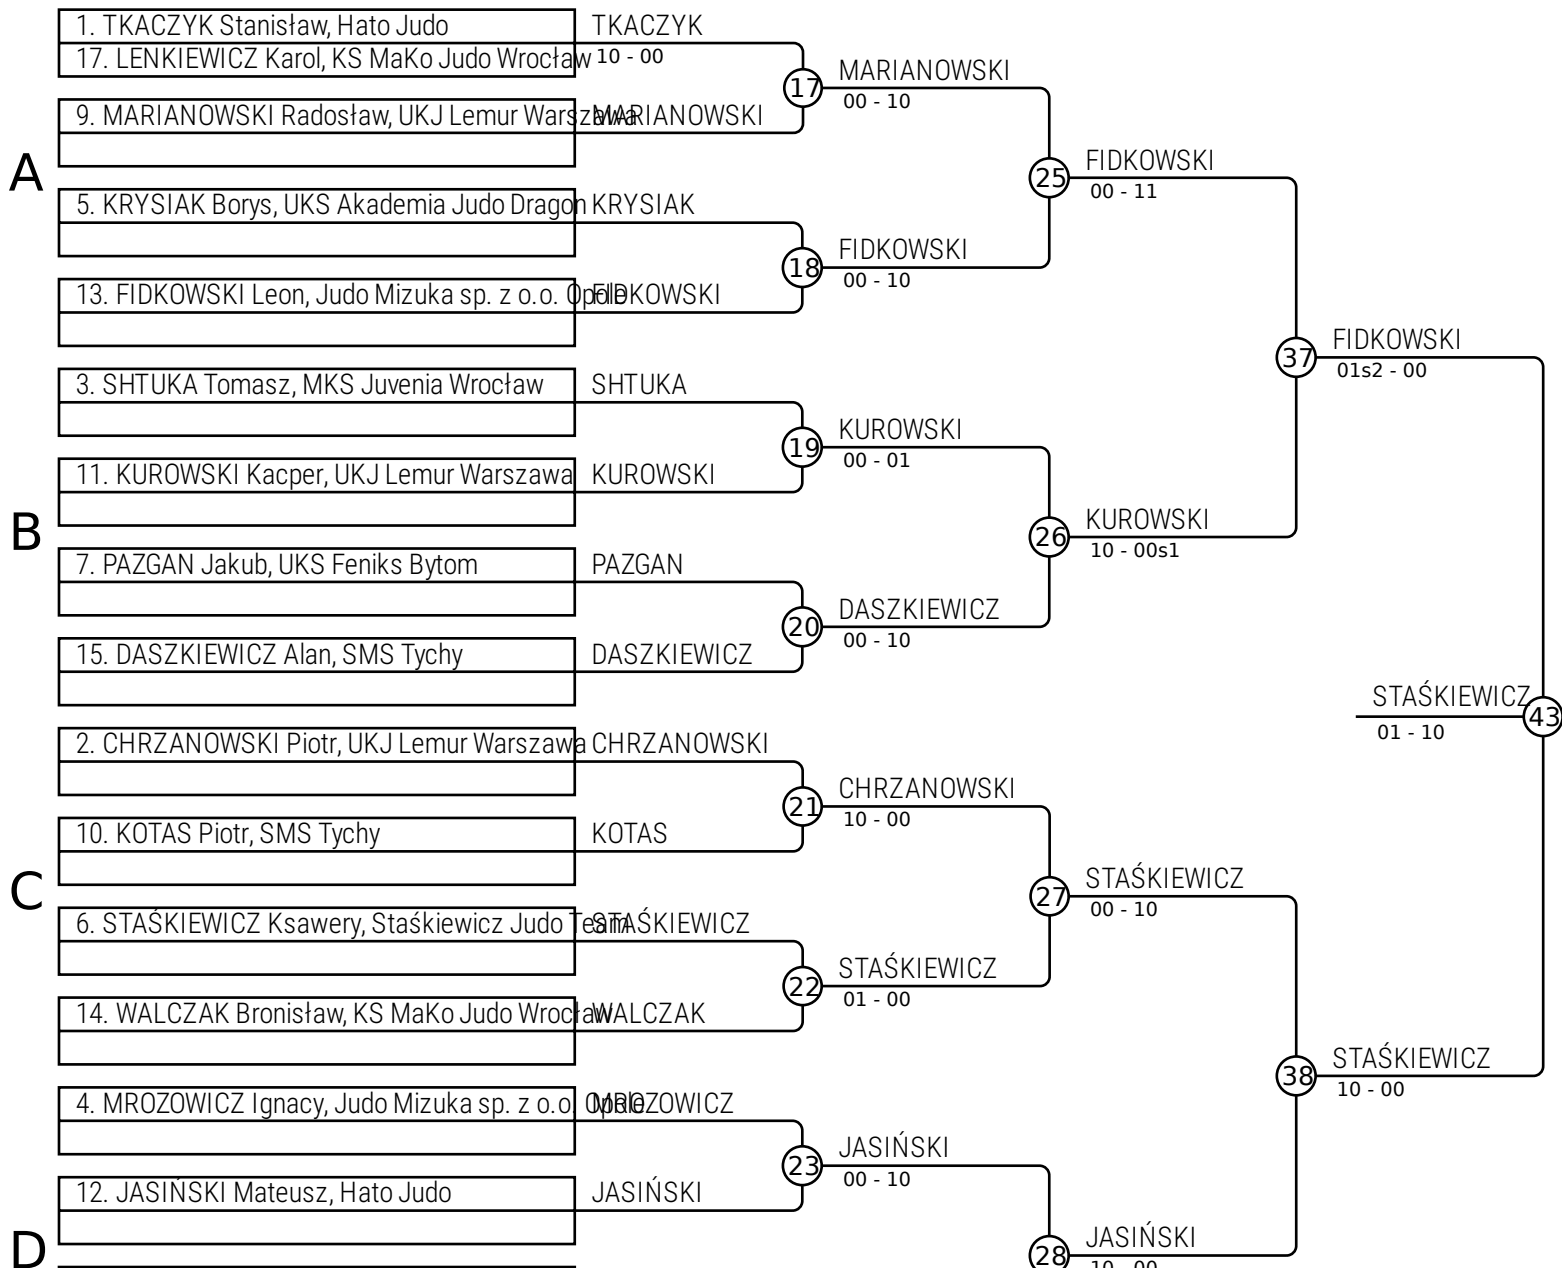 1. TKACZYK Stanisław, Hato Judo
TKACZYK
17. LENKIEWICZ Karol, KS MaKo Judo Wrocław
10 - 00
17
MARIANOWSKI
00 - 10
9. MARIANOWSKI Radosław, UKJ Lemur Warszawa
MARIANOWSKI
A
25
FIDKOWSKI
00 - 11
5. KRYSIAK Borys, UKS Akademia Judo Dragon
KRYSIAK
18
FIDKOWSKI
00 - 10
13. FIDKOWSKI Leon, Judo Mizuka sp. z o.o. Opole
FIDKOWSKI
37
FIDKOWSKI
01s2 - 00
3. SHTUKA Tomasz, MKS Juvenia Wrocław
SHTUKA
19
KUROWSKI
00 - 01
11. KUROWSKI Kacper, UKJ Lemur Warszawa
KUROWSKI
B
26
KUROWSKI
10 - 00s1
7. PAZGAN Jakub, UKS Feniks Bytom
PAZGAN
20
DASZKIEWICZ
00 - 10
15. DASZKIEWICZ Alan, SMS Tychy
DASZKIEWICZ
STAŚKIEWICZ
43
01 - 10
2. CHRZANOWSKI Piotr, UKJ Lemur Warszawa
CHRZANOWSKI
21
CHRZANOWSKI
10 - 00
10. KOTAS Piotr, SMS Tychy
KOTAS
C
27
STAŚKIEWICZ
00 - 10
6. STAŚKIEWICZ Ksawery, Staśkiewicz Judo Team
STAŚKIEWICZ
22
STAŚKIEWICZ
01 - 00
14. WALCZAK Bronisław, KS MaKo Judo Wrocław
WALCZAK
38
STAŚKIEWICZ
10 - 00
4. MROZOWICZ Ignacy, Judo Mizuka sp. z o.o. Opole
MROZOWICZ
23
JASIŃSKI
00 - 10
12. JASIŃSKI Mateusz, Hato Judo
JASIŃSKI
D
28
JASIŃSKI
10 - 00